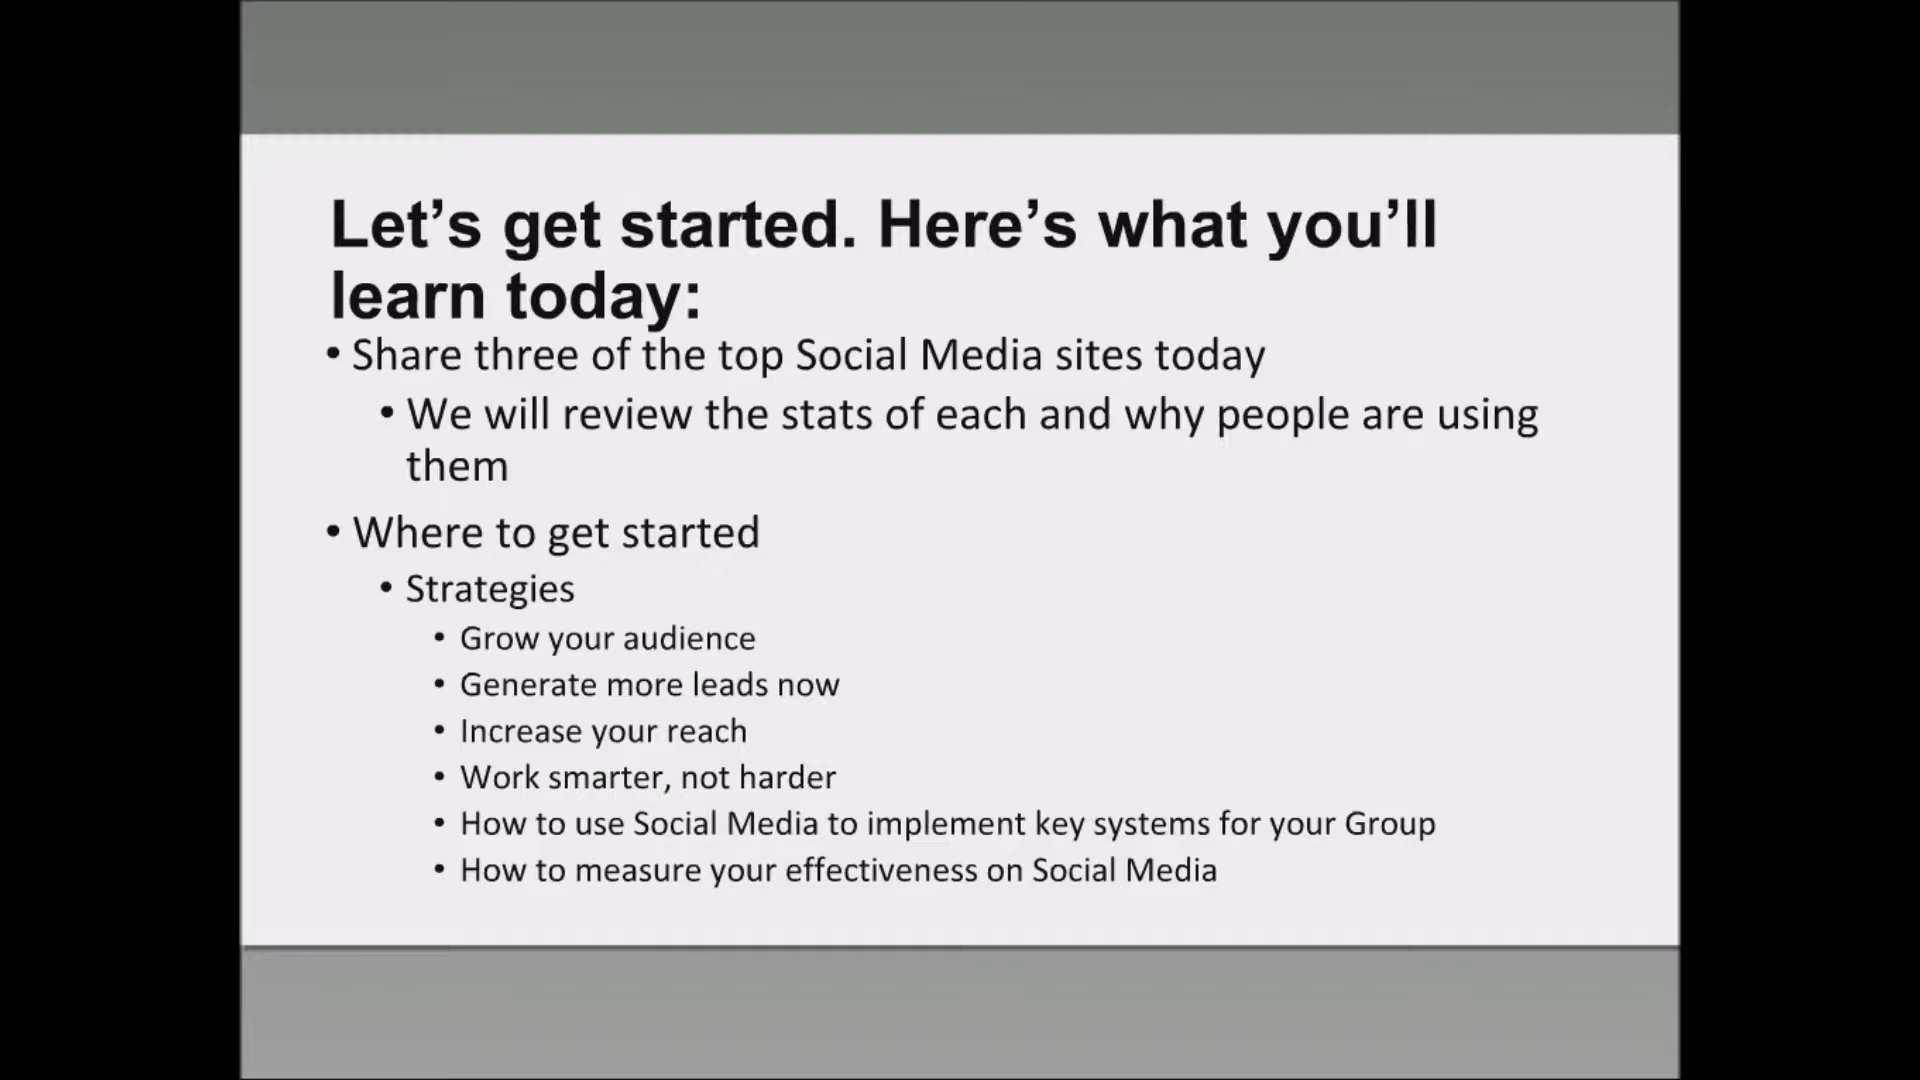 Let’s get started. Here’s what you’ll
learn today:
• Share three of the top Social Media sites today
• We will review the stats of each and why people are using
them
• Where to get started
• Strategies
• Grow your audience
• Generate more leads now
• Increase your reach
• Work smarter, not harder
• How to use Social Media to implement key systems for your Group
• How to measure your effectiveness on Social Media